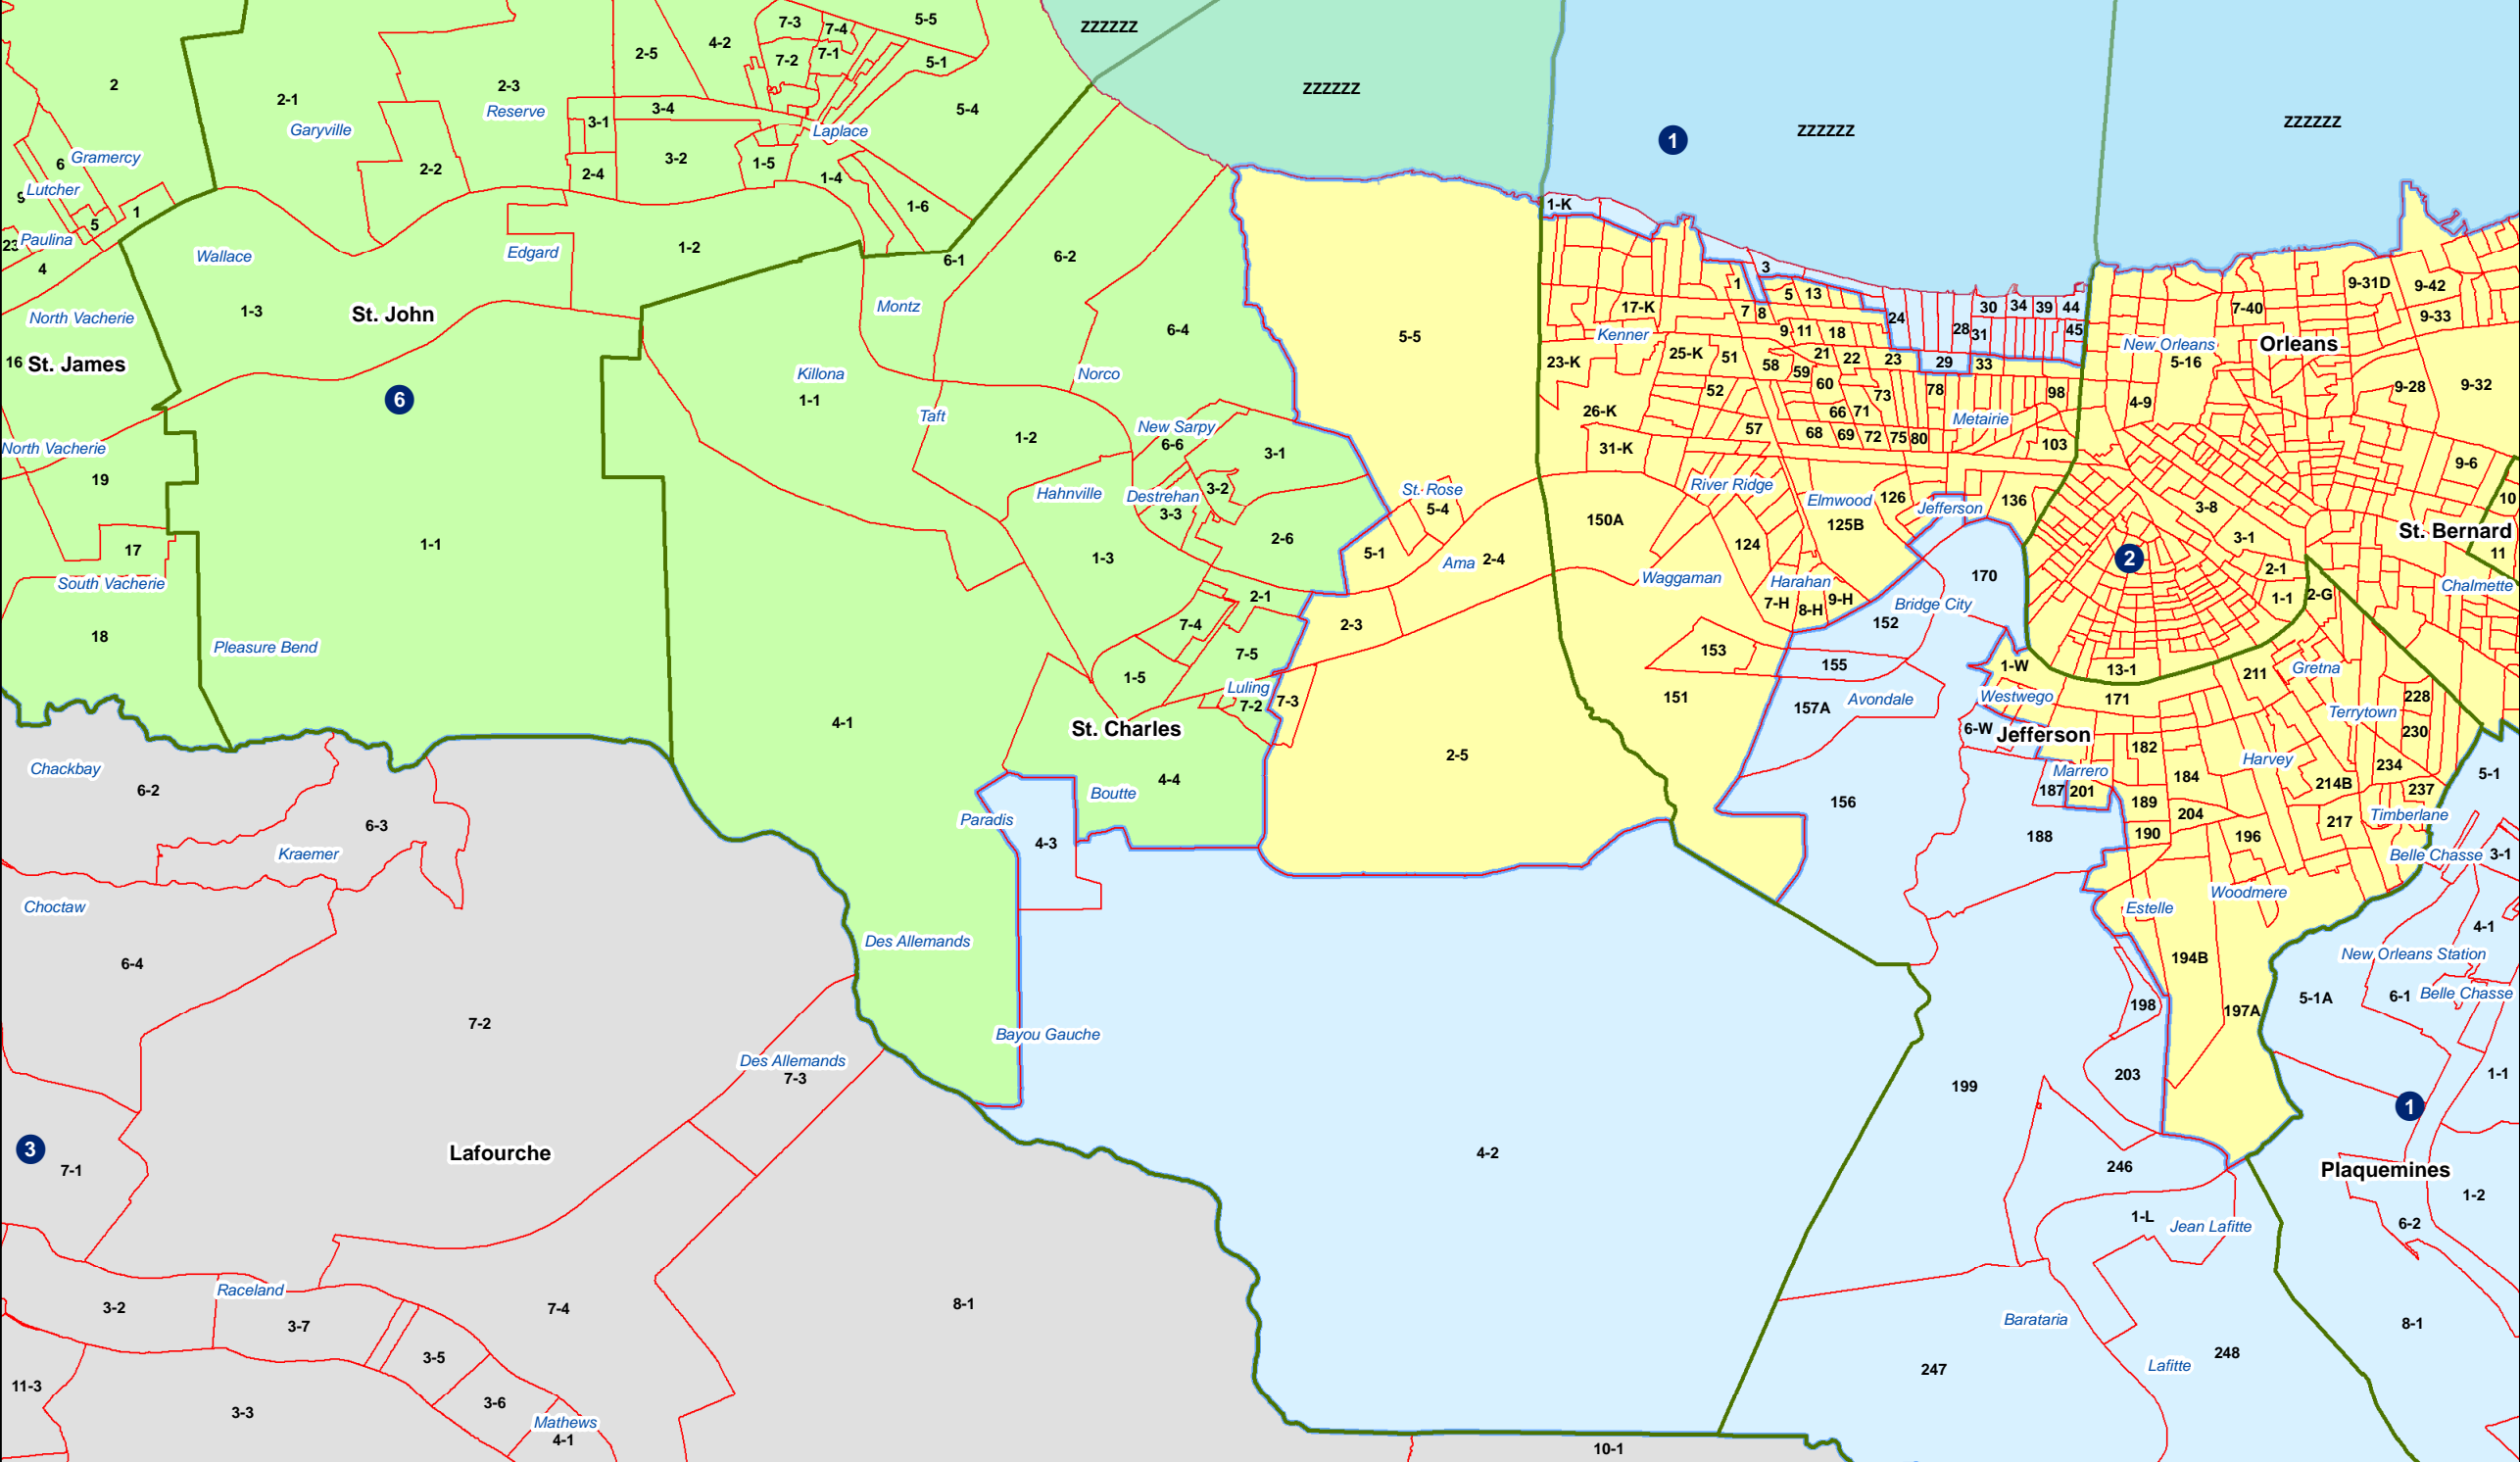 ZZZZZZ
ZZZZZZ
ZZZZZZ
ZZZZZZ
1
2
2-1
2-3
2-5
4-2
7-3
7-4
5-5
7-2
7-1
5-1
5-4
Garyville
Reserve
3-4
3-1
Laplace
Gramercy
6
2-2
2-4
3-2
1-5
1-4
Lutcher
9
5
1
1-6
23
Paulina
4
Wallace
Edgard
1-2
6-1
6-2
North Vacherie
1-3
St. John
Montz
6-4
16
St. James
6
Killona
1-1
Norco
Taft
North Vacherie
19
1-2
New Sarpy
6-6
3-1
Hahnville
Destrehan
3-2
3-3
17
1-1
1-3
2-6
South Vacherie
18
Pleasure Bend
2-1
7-4
7-5
1-5
Luling
7-2
7-3
4-1
St. Charles
4-4
Boutte
Paradis
4-3
Des Allemands
Bayou Gauche
5-5
St. Rose
5-4
5-1
Ama
2-4
2-3
2-5
4-2
1-K
3
1
5
13
17-K
7
8
Kenner
9
11
18
24
28
31
30
34
39
44
45
23-K
25-K
51
58
21
22
23
29
33
59
60
52
26-K
73
78
98
66
71
Metairie
57
68
69
72
75
80
103
31-K
River Ridge
Elmwood
126
Jefferson
136
150A
125B
124
Waggaman
Harahan
7-H
8-H
9-H
170
Bridge City
152
153
155
151
157A
Avondale
1-W
Westwego
6-W
Jefferson
171
156
Marrero
187
201
188
182
184
189
190
204
196
Harvey
211
Gretna
228
Terrytown
230
234
214B
237
217
Timberlane
Woodmere
Estelle
194B
197A
198
203
199
246
1-L
Jean Lafitte
Barataria
Lafitte
247
248
9-31D
9-42
7-40
9-33
New Orleans
Orleans
5-16
9-28
9-32
4-9
9-6
10
3-8
3-1
St. Bernard
11
2
2-1
Chalmette
1-1
2-G
13-1
5-1
Belle Chasse
3-1
4-1
New Orleans Station
5-1A
6-1
Belle Chasse
1-1
1
Plaquemines
1-2
6-2
8-1
Chackbay
6-2
6-3
Kraemer
Choctaw
6-4
7-2
Des Allemands
7-3
3
7-1
Lafourche
Raceland
3-2
3-7
7-4
8-1
3-5
11-3
3-3
3-6
Mathews
4-1
10-1